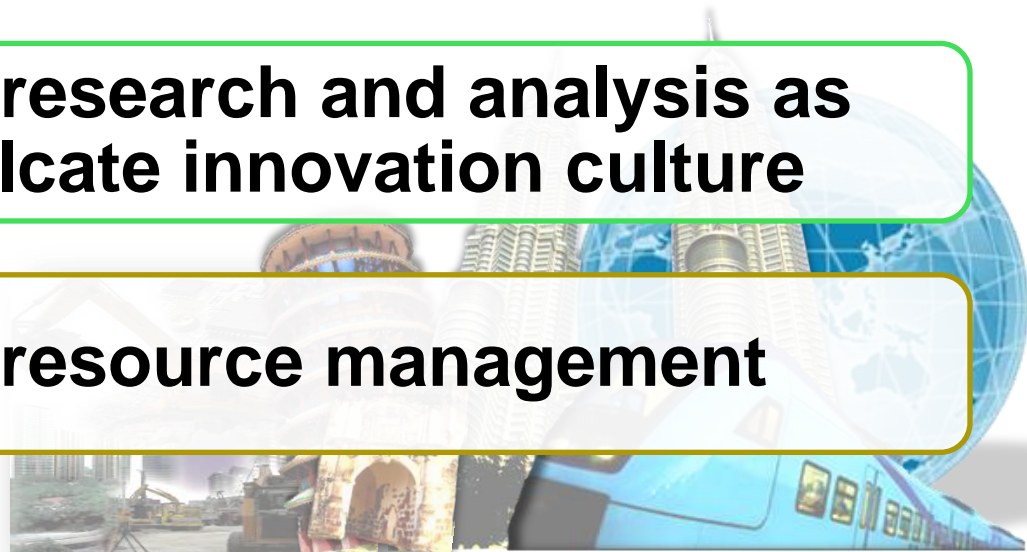 research and analysis as
lcate innovation culture
resource management